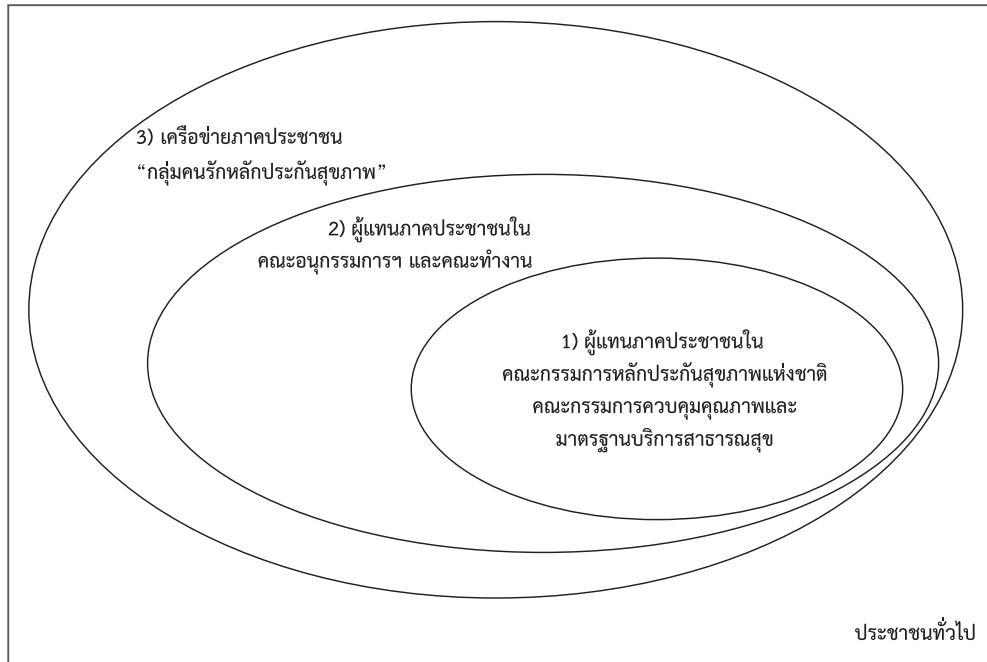 3) เครือข่ายภาคประชาชน
“กลุ่มคนรักหลักประกันสุขภาพ”
2) ผู้แทนภาคประชาชนใน
คณะอนุกรรมการฯ และคณะทำงาน
1) ผู้แทนภาคประชาชนใน
คณะกรรมการหลักประกันสุขภาพแห่งชาติ
คณะกรรมการควบคุมคุณภาพและ
มาตรฐานบริการสาธารณสุข
ประชาชนทั่วไป